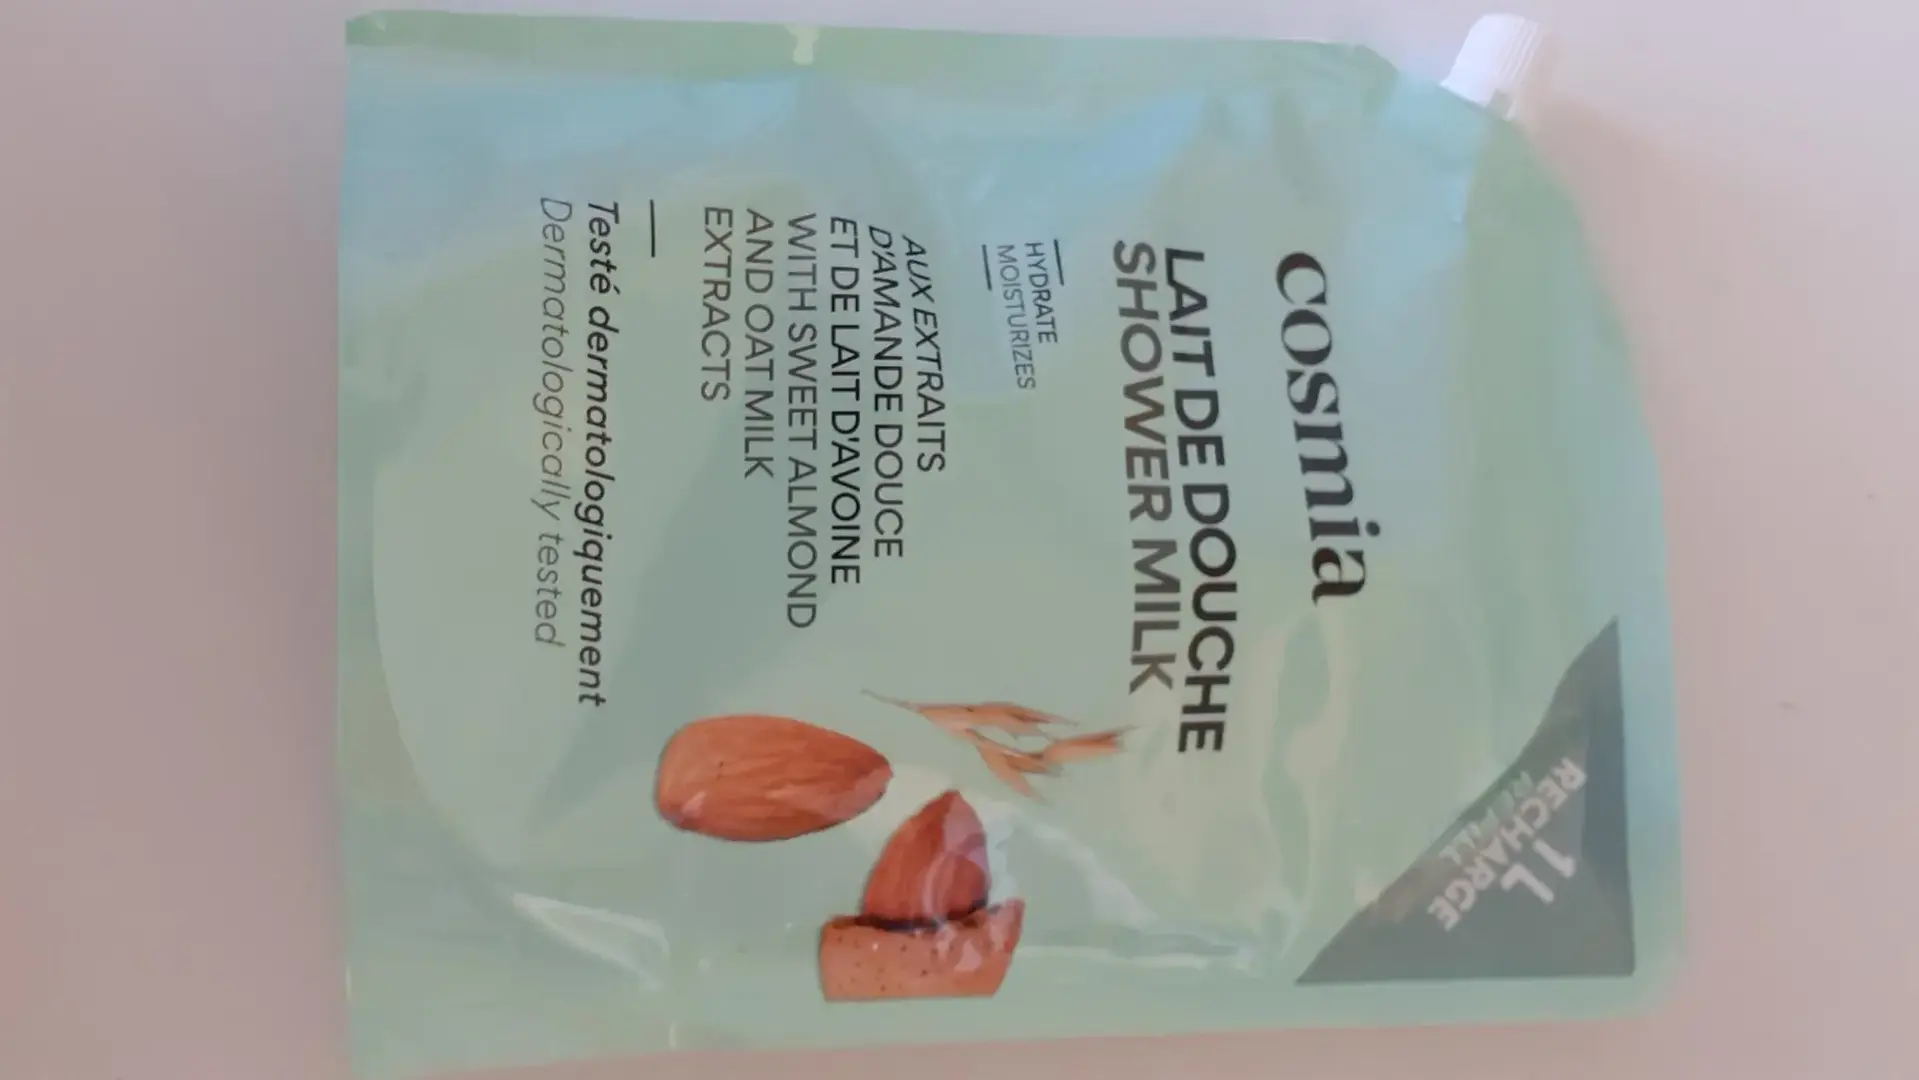 1L
RECHARGE
REFILL
cosmia
LAIT DE DOUCHE
SHOWER MILK
HYDRATE
MOISTURIZES
AUX EXTRAITS
D'AMANDE DOUCE
ET DE LAIT D'AVOINE
WITH SWEET ALMOND
AND OAT MILK
EXTRACTS
Testé dermatologiquement
Dermatologically tested